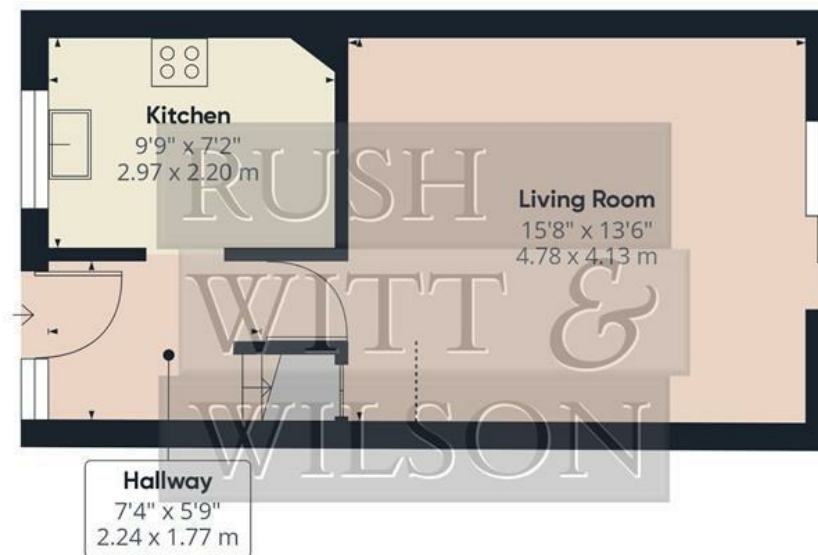 Kitchen
9'9" x 7'2"
2.97 x 2.20 m
Living Room
15'8" x 13'6"
4.78 x 4.13 m
RUSH
WITT &
WILSON
Hallway
7'4" x 5'9"
2.24 x 1.77 m